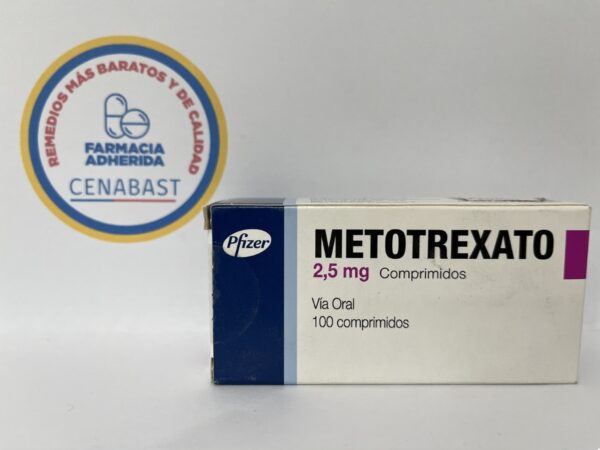 REMEDIOS MÁS BARATOS Y DE CALIDAD
FARMACIA
ADHERIDA
CENABAST
Pfizer
METOTREXATO
2,5 mg Comprimidos
Vía Oral
100 comprimidos